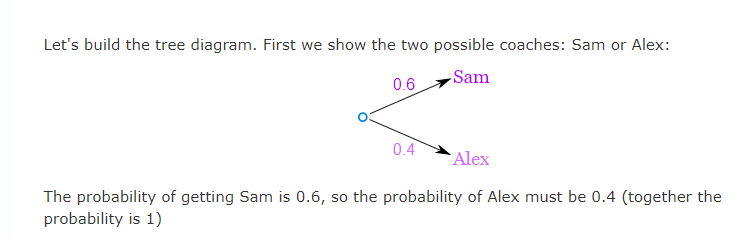 Let's build the tree diagram. First we show the two possible coaches: Sam or Alex:
0.6 Sam
0.4 Alex
The probability of getting Sam is 0.6, so the probability of Alex must be 0.4 (together the
probability is 1)